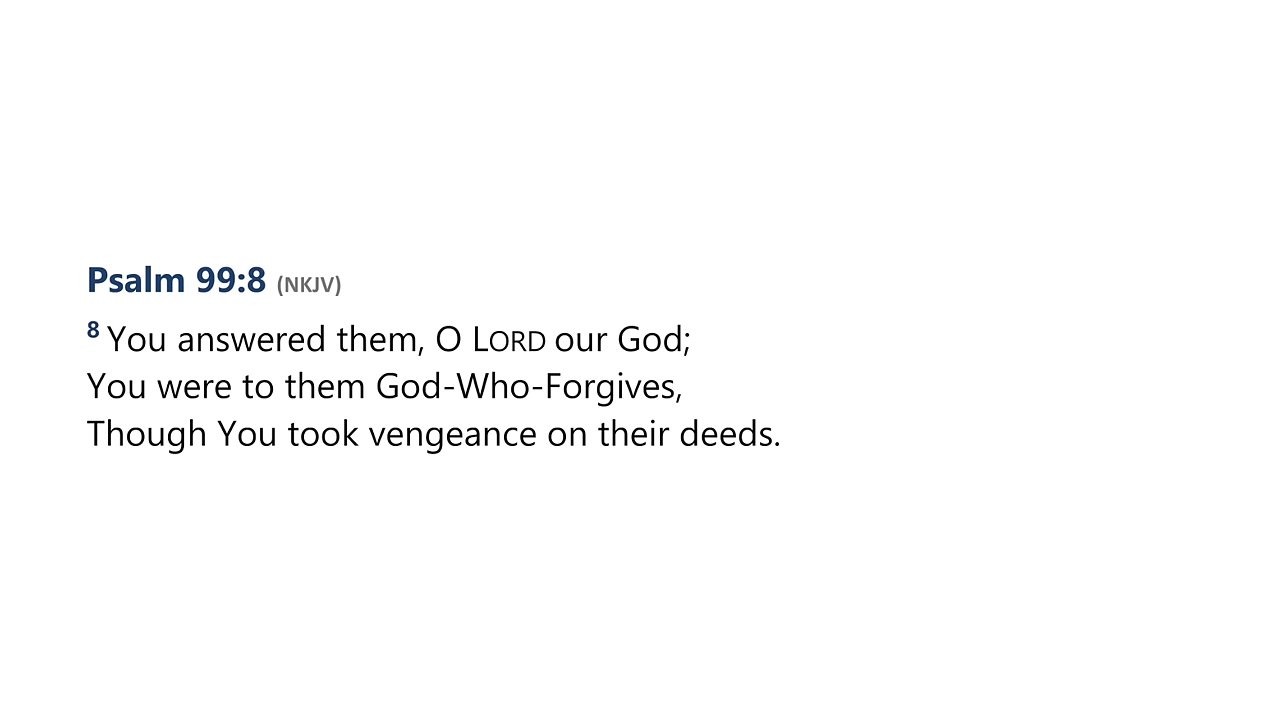 Psalm 99:8 (NKJV)
8 You answered them, O LORD our God;
You were to them God-Who-Forgives,
Though You took vengeance on their deeds.